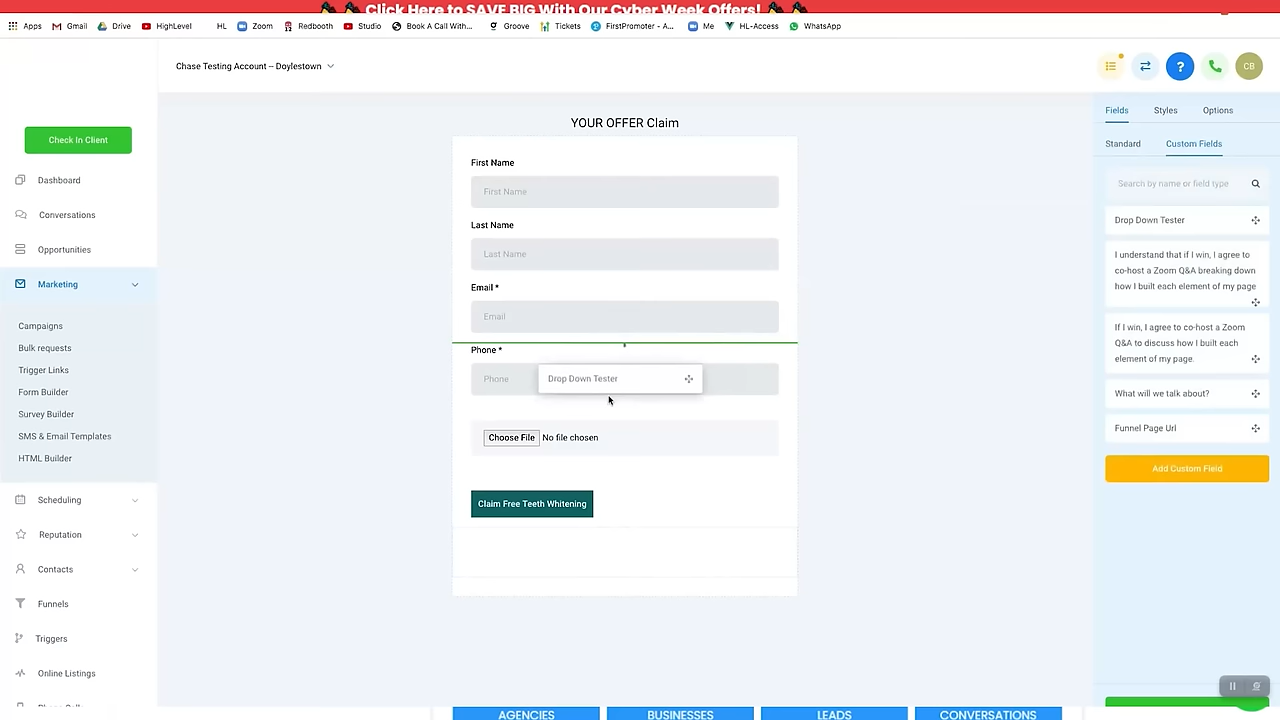 Click Here to SAVE BIG With Our Cyber Week Offers!
Apps
Gmail
Drive
HighLevel
HL
Zoom
Redbooth
Studio
Book A Call With...
Groove
Tickets
FirstPromoter - A...
Me
HL-Access
WhatsApp
Chase Testing Account – Doylestown
?
CB
Check In Client
Dashboard
Conversations
Opportunities
Marketing
Campaigns
Bulk requests
Trigger Links
Form Builder
Survey Builder
SMS & Email Templates
HTML Builder
Scheduling
Reputation
Contacts
Funnels
Triggers
Online Listings
YOUR OFFER Claim
First Name
First Name
Last Name
Last Name
Email *
Email
Phone *
Phone
Drop Down Tester
Choose File No file chosen
Claim Free Teeth Whitening
Fields
Styles
Options
Standard
Custom Fields
Search by name or field type
Drop Down Tester
I understand that if I win, I agree to
co-host a Zoom Q&A breaking down
how I built each element of my page
If I win, I agree to co-host a Zoom
Q&A to discuss how I built each
element of my page.
What will we talk about?
Funnel Page Url
Add Custom Field
AGENCIES
BUSINESSES
LEADS
CONVERSATIONS